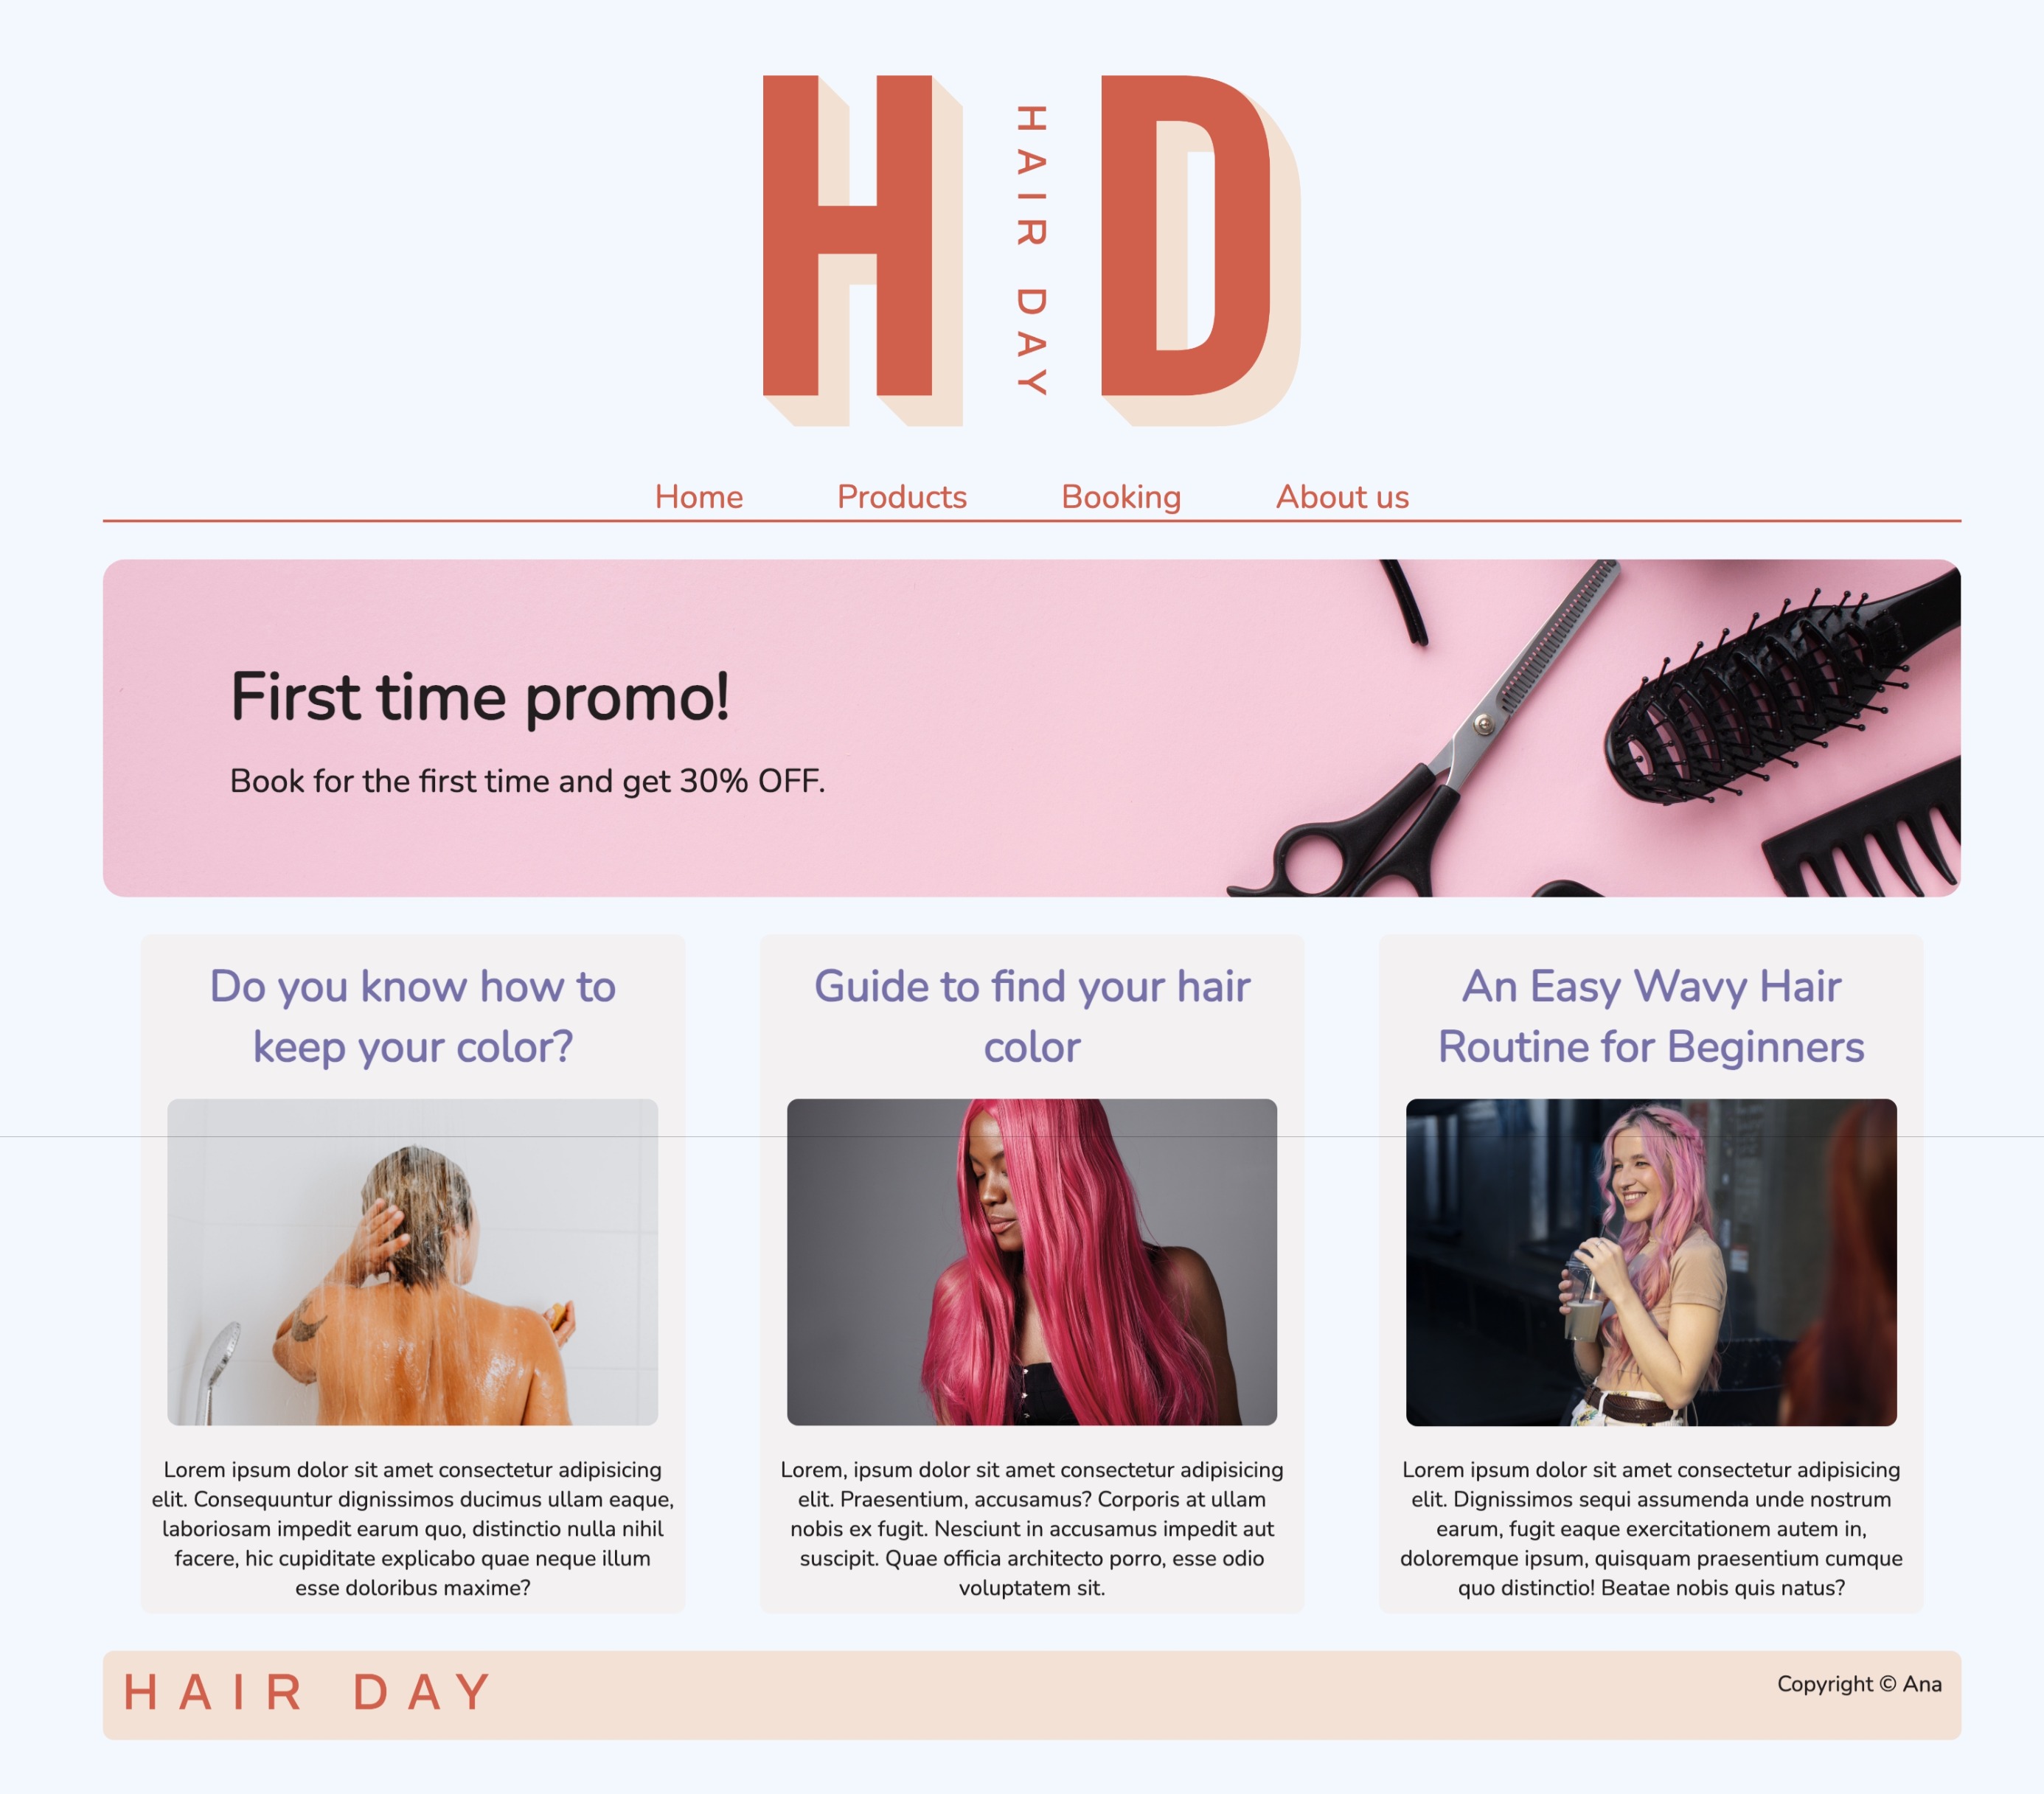 H D
HAIR DAY
Home Products Booking About us
First time promo!
Book for the first time and get 30% OFF.
Do you know how to
keep your color?
Lorem ipsum dolor sit amet consectetur adipisicing
elit. Consequuntur dignissimos ducimus ullam eaque,
laboriosam impedit earum quo, distinctio nulla nihil
facere, hic cupiditate explicabo quae neque illum
esse doloribus maxime?
Guide to find your hair
color
Lorem, ipsum dolor sit amet consectetur adipisicing
elit. Praesentium, accusamus? Corporis at ullam
nobis ex fugit. Nesciunt in accusamus impedit aut
suscipit. Quae officia architecto porro, esse odio
voluptatem sit.
An Easy Wavy Hair
Routine for Beginners
Lorem ipsum dolor sit amet consectetur adipisicing
elit. Dignissimos sequi assumenda unde nostrum
earum, fugit eaque exercitationem autem in,
doloremque ipsum, quisquam praesentium cumque
quo distinctio! Beatae nobis quis natus?
HAIR DAY
Copyright © Ana